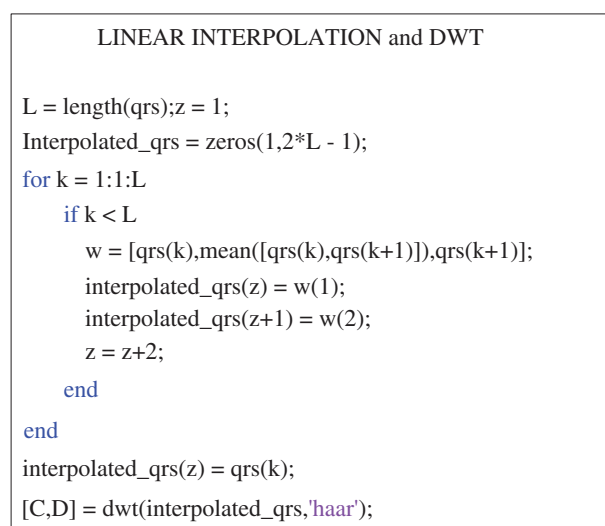 LINEAR INTERPOLATION and DWT
L = length(qrs);z = 1;
Interpolated_qrs = zeros(1,2*L - 1);
for k = 1:1:L
if k < L
w = [qrs(k),mean([qrs(k),qrs(k+1)]),qrs(k+1)];
interpolated_qrs(z) = w(1);
interpolated_qrs(z+1) = w(2);
z = z+2;
end
end
interpolated_qrs(z) = qrs(k);
[C,D] = dwt(interpolated_qrs,'haar');